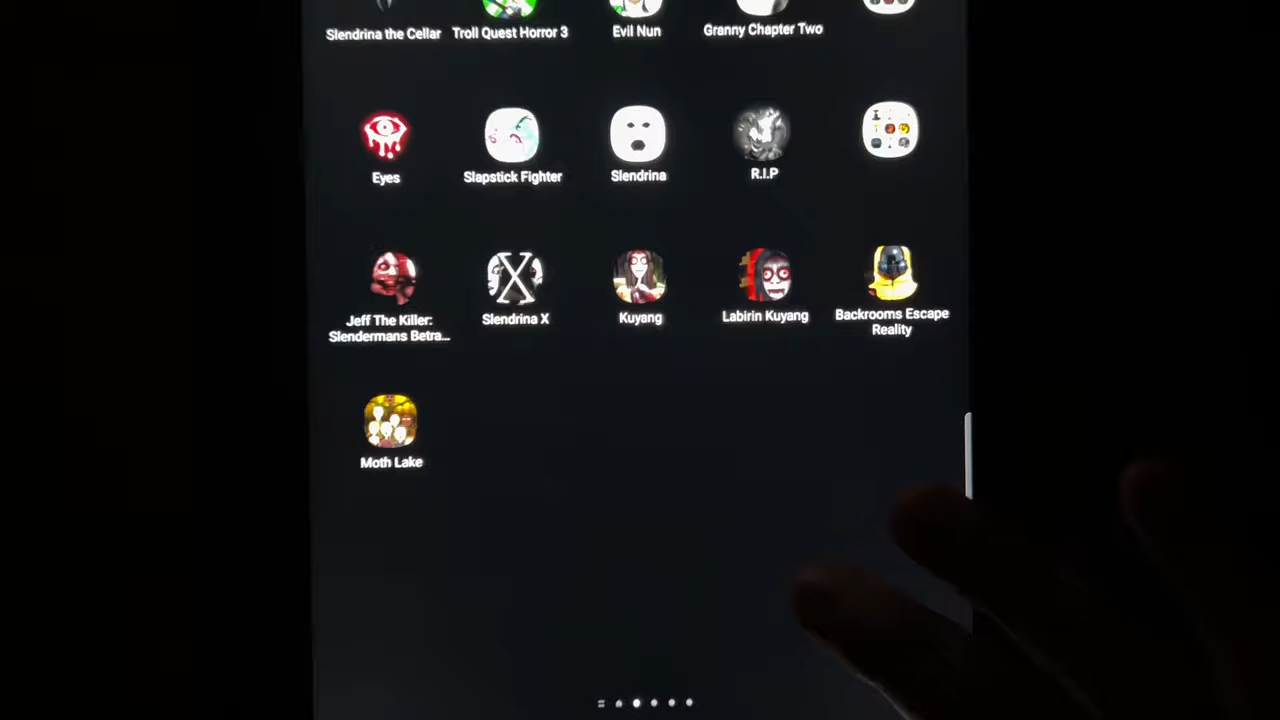 Slendrina the Cellar
Troll Quest Horror 3
Evil Nun
Granny Chapter Two
Eyes
Slapstick Fighter
Slendrina
R.I.P
Jeff The Killer:
Slendermans Betra...
Slendrina X
X
Kuyang
Labirin Kuyang
Backrooms Escape
Reality
Moth Lake